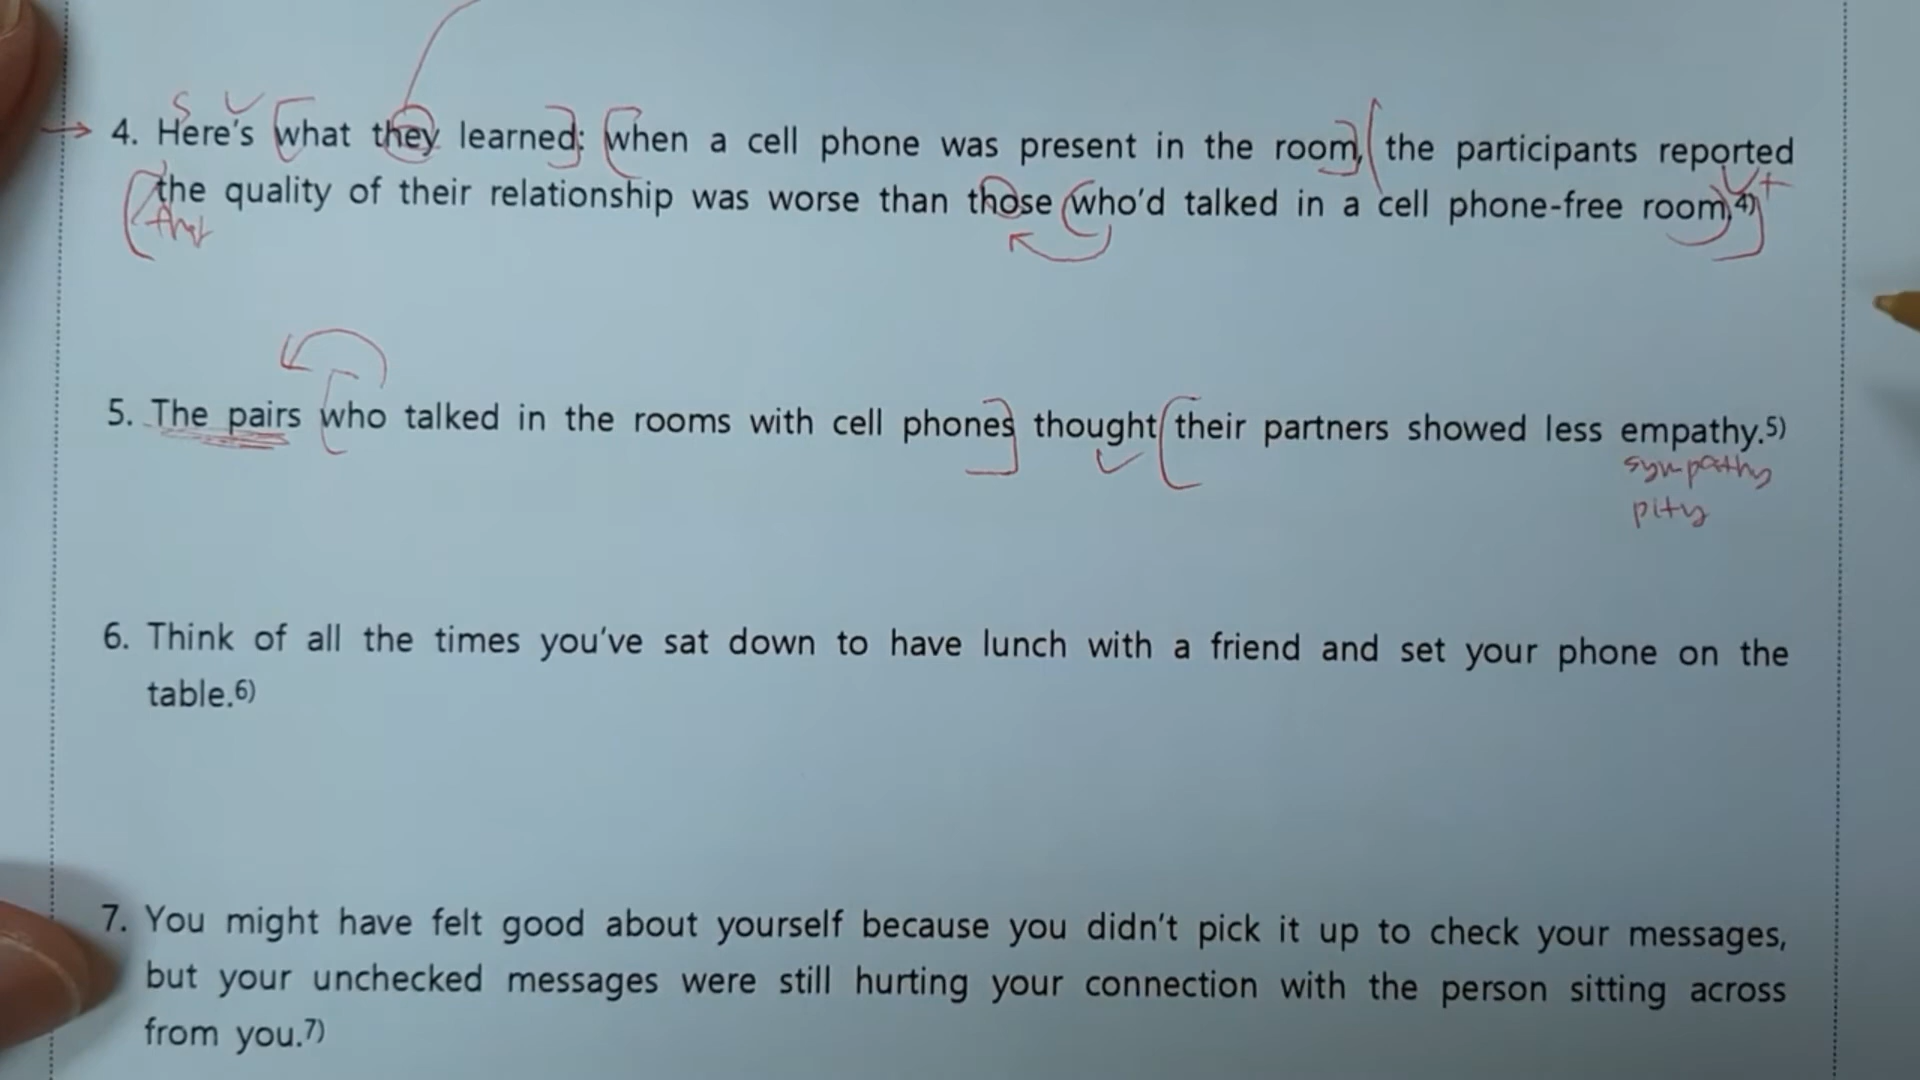 S V
4. Here's what they learned: when a cell phone was present in the room, the participants reported
the quality of their relationship was worse than those who'd talked in a cell phone-free room.4)
that
5. The pairs who talked in the rooms with cell phones thought their partners showed less empathy.5)
sympathy
pity
6. Think of all the times you've sat down to have lunch with a friend and set your phone on the
table.6)
7. You might have felt good about yourself because you didn't pick it up to check your messages,
but your unchecked messages were still hurting your connection with the person sitting across
from you.7)